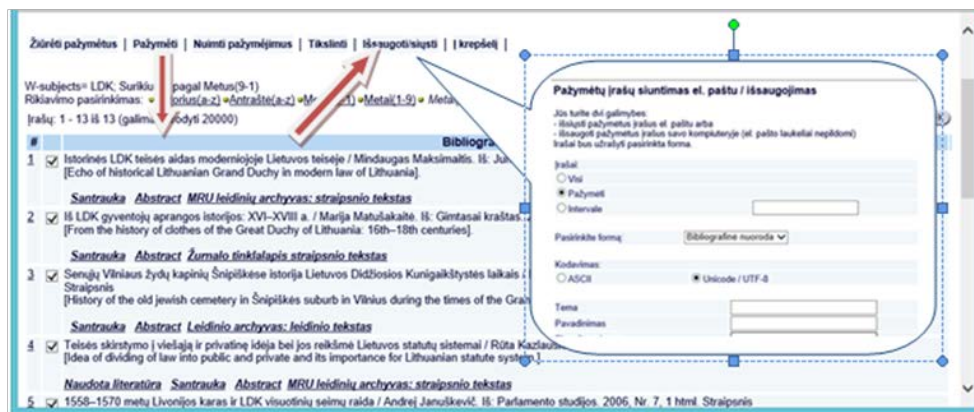 Žiūrėti pažymėtus | Pažymėti | Nuimti pažymėjimus | Tikslinti | Išsaugoti/siųsti | Į krepšelį |
W-subjects= LDK; pagal Metus(9-1)
Rikiavimo pasirinkimas: Antraštė(a-z) Metai(1-9)
Įrašų: 1 - 13 iš 13 20000)
#
1 Istorinės LDK teisės aidas moderniojoje Lietuvos teisėje / Mindaugas Maksimaitis. Iš:
[Echo of historical Lithuanian Grand Duchy in modern law of Lithuania].
Santrauka Abstract MRU leidinių archyvas: straipsnio tekstas
2 Iš LDK gyventojų aprangos istorijos: XVI–XVIII a. / Marija Matušakaitė. Iš: Gimtasai kraštas.
[From the history of clothes of the Great Duchy of Lithuania: 16th–18th centuries].
Santrauka Abstract Žurnalo tinklalapis straipsnio tekstas
3 Senųjų Vilniaus žydų kapinių Šnipiškėse istorija Lietuvos Didžiosios Kunigaikštystės laikais /
Straipsnis
[History of the old jewish cemetery in Šnipiškės suburb in Vilnius during the times of the
Santrauka Abstract Leidinio archyvas: leidinio tekstas
4 Teisės skirstymo į viešąją ir privatinę idėja bei jos reikšmė Lietuvos statutų sistemai / Rūta
[Idea of dividing of law into public and private and its importance for Lithuanian statute system.].
Naudota literatūra Santrauka Abstract MRU leidinių archyvas: straipsnio tekstas
5 1558–1570 metų Livonijos karas ir LDK visuotinių seimų raida / Andrej Januškevič. Iš: Parlamento studijos. 2006, Nr. 7, 1 html. Straipsnis
Pažymėtų įrašų siuntimas el. paštu / išsaugojimas
Jūs turite dvi galimybes:
- išsiųsti pažymėtus įrašus el. paštu arba
- išsaugoti pažymėtus įrašus savo kompiuteryje (el. pašto laukeliai nepildomi)
Įrašai bus užrašyti pasirinkta forma.
Įrašai:
Visi
Pažymėti
Intervale
Pasirinkite formą: Bibliografinė nuoroda
Kodavimas:
ASCII Unicode / UTF-8
Tema
Pavadinimas